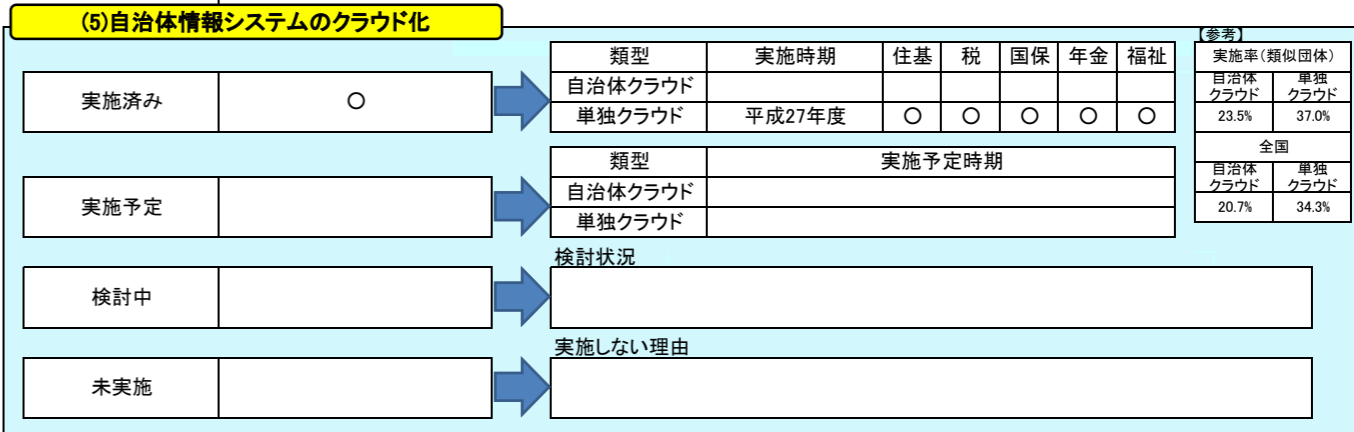 (5)自治体情報システムのクラウド化
【参考】
類型 実施時期 住基 税 国保 年金 福祉
実施率(類似団体)
実施済み ○
自治体クラウド
自治体クラウド 単独クラウド
単独クラウド 平成27年度 ○ ○ ○ ○ ○
23.5% 37.0%
全国
類型 実施予定時期
自治体クラウド 単独クラウド
実施予定
自治体クラウド
20.7% 34.3%
単独クラウド
検討状況
検討中
実施しない理由
未実施